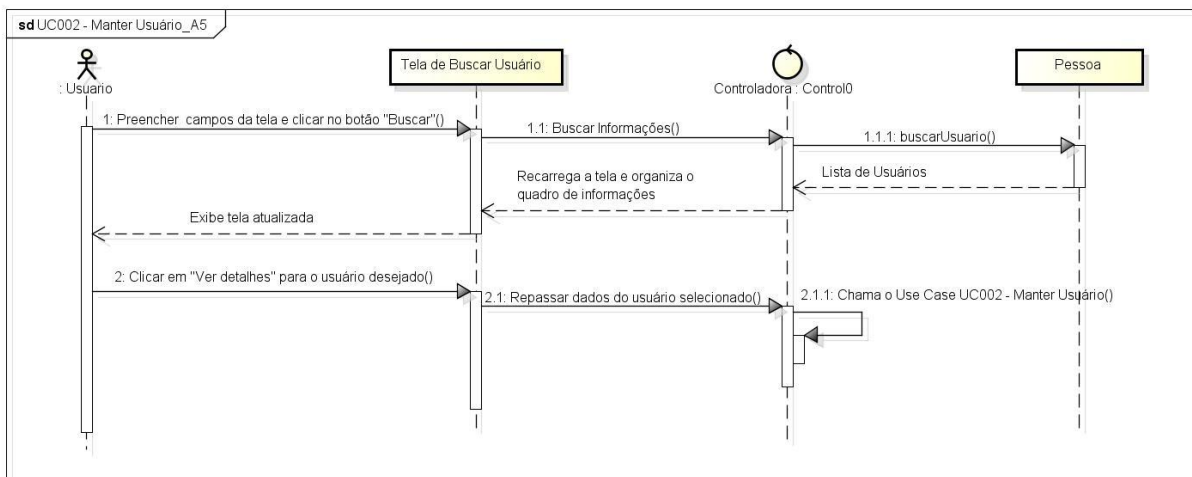 sd UC002 - Manter Usuário_A5
: Usuario
Tela de Buscar Usuário
Controladora : Control0
Pessoa
1: Preencher campos da tela e clicar no botão "Buscar"()
1.1: Buscar Informações()
1.1.1: buscarUsuario()
Lista de Usuários
Recarrega a tela e organiza o
quadro de informações
Exibe tela atualizada
2: Clicar em "Ver detalhes" para o usuário desejado()
2.1: Repassar dados do usuário selecionado()
2.1.1: Chama o Use Case UC002 - Manter Usuário()